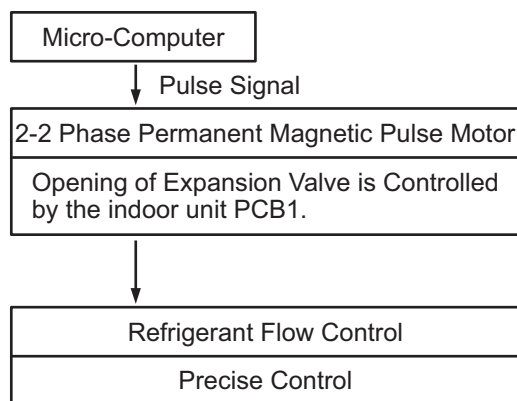 Micro-Computer
Pulse Signal
2-2 Phase Permanent Magnetic Pulse Motor
Opening of Expansion Valve is Controlled
by the indoor unit PCB1.
Refrigerant Flow Control
Precise Control